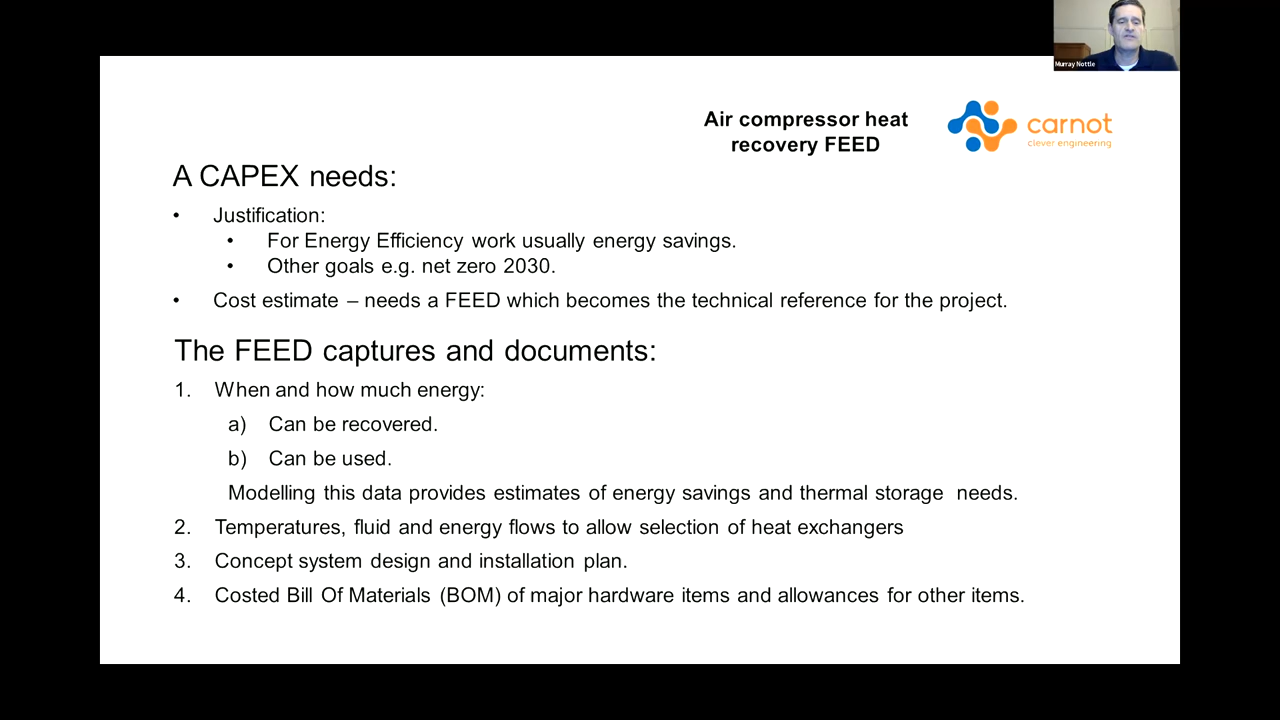 Murray Nottle
Air compressor heat
recovery FEED
carnot
clever engineering
A CAPEX needs:
• Justification:
• For Energy Efficiency work usually energy savings.
• Other goals e.g. net zero 2030.
• Cost estimate – needs a FEED which becomes the technical reference for the project.
The FEED captures and documents:
1. When and how much energy:
a) Can be recovered.
b) Can be used.
Modelling this data provides estimates of energy savings and thermal storage needs.
2. Temperatures, fluid and energy flows to allow selection of heat exchangers
3. Concept system design and installation plan.
4. Costed Bill Of Materials (BOM) of major hardware items and allowances for other items.